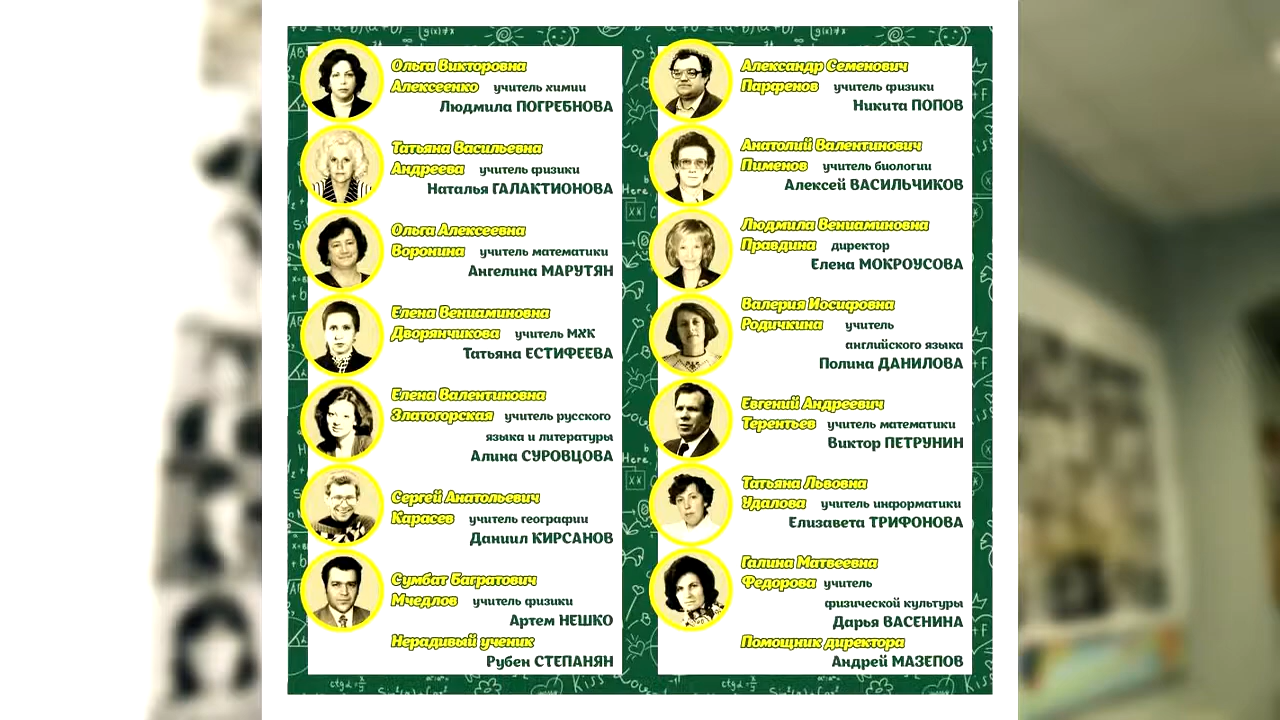 Ольга Викторовна
Алексеенко учитель химии
Людмила ПОГРЕБНОВА
Татьяна Васильевна
Андреева учитель физики
Наталья ГАЛАКТИОНОВА
Ольга Алексеевна
Воронина учитель математики
Ангелина МАРУТЯН
Елена Вениаминовна
Дворянчикова учитель МХК
Татьяна ЕСТИФЕЕВА
Елена Валентиновна
Златогорская учитель русского
языка и литературы
Алина СУРОВЦОВА
Сергей Анатольевич
Карасев учитель географии
Даниил КИРСАНОВ
Сумбат Багратович
Мчедлов учитель физики
Артем НЕШКО
Нерадивый ученик
Рубен СТЕПАНЯН
Александр Семенович
Парфенов учитель физики
Никита ПОПОВ
Анатолий Валентинович
Пименов учитель биологии
Алексей ВАСИЛЬЧИКОВ
Людмила Вениаминовна
Правдина директор
Елена МОКРОУСОВА
Валерия Иосифовна
Родичкина учитель
английского языка
Полина ДАНИЛОВА
Евгений Андреевич
Терентьев учитель математики
Виктор ПЕТРУНИН
Татьяна Львовна
Удалова учитель информатики
Елизавета ТРИФОНОВА
Галина Матвеевна
Федорова учитель
физической культуры
Дарья ВАСЕНИНА
Помощник директора
Андрей МАЗЕПОВ